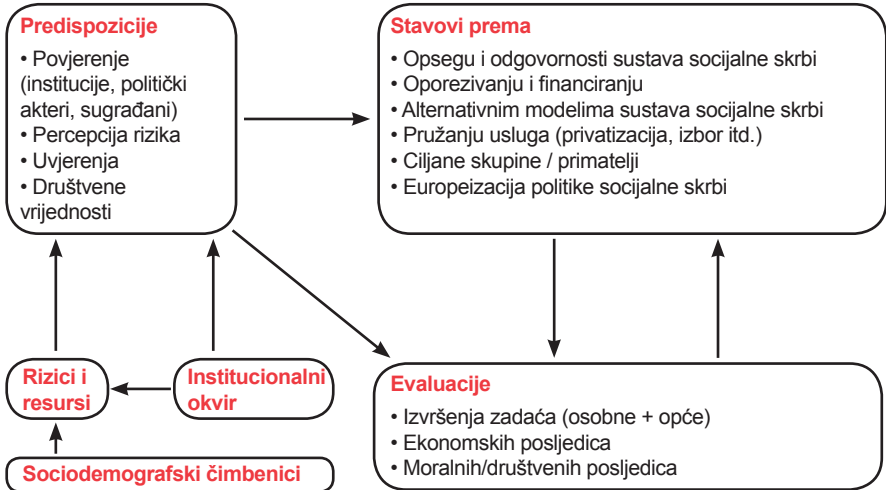 Predispozicije
• Povjerenje
(institucije, politički
akteri, sugrađani)
• Percepcija rizika
• Uvjerenja
• Društvene
vrijednosti
Stavovi prema
• Opsegu i odgovornosti sustava socijalne skrbi
• Oporezivanju i financiranju
• Alternativnim modelima sustava socijalne skrbi
• Pružanju usluga (privatizacija, izbor itd.)
• Ciljane skupine / primatelji
• Europeizacija politike socijalne skrbi
Rizici i
resursi
Institucionalni
okvir
Sociodemografski čimbenici
Evaluacije
• Izvršenja zadaća (osobne + opće)
• Ekonomskih posljedica
• Moralnih/društvenih posljedica